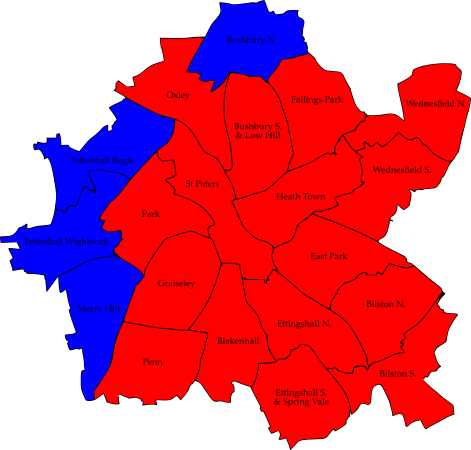 Bushbury N.
Oxley
Fallings Park
Wednesfield N
Bushbury S.
& Low Hill
Tettenhall Regis
Wednesfield S.
St Peters
Heath Town
Park
Tettenhall Wightwick
East Park
Graiseley
Bilston N.
Merry Hill
Ettingshall N.
Blakenhall
Penn
Bilston S.
Ettingshall S.
& Spring Vale